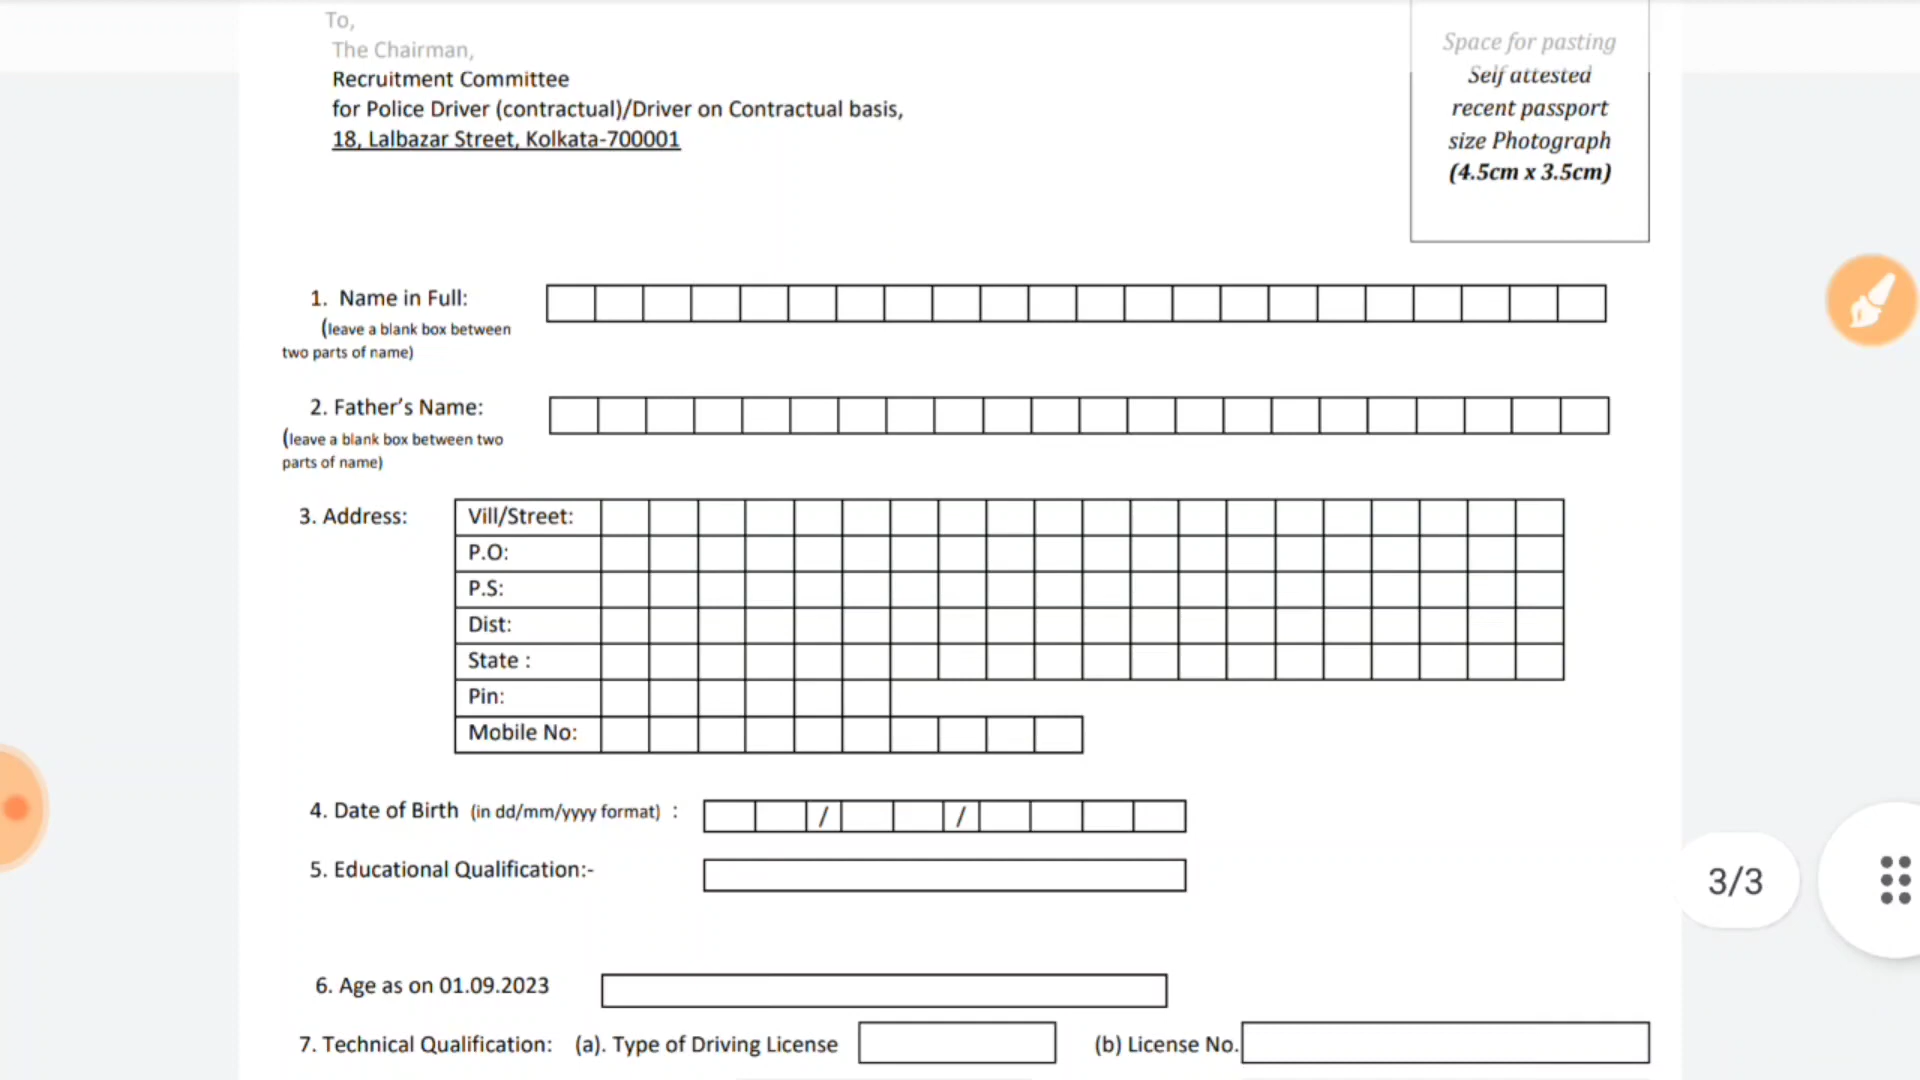 To,
The Chairman,
Recruitment Committee
for Police Driver (contractual)/Driver on Contractual basis,
18, Lalbazar Street, Kolkata-700001
Space for pasting
Self attested
recent passport
size Photograph
(4.5cm x 3.5cm)
1. Name in Full:
(leave a blank box between
two parts of name)
2. Father’s Name:
(leave a blank box between two
parts of name)
3. Address:
Vill/Street:
P.O:
P.S:
Dist:
State :
Pin:
Mobile No:
4. Date of Birth (in dd/mm/yyyy format) : / /
5. Educational Qualification:-
3/3
6. Age as on 01.09.2023
7. Technical Qualification: (a). Type of Driving License (b) License No.